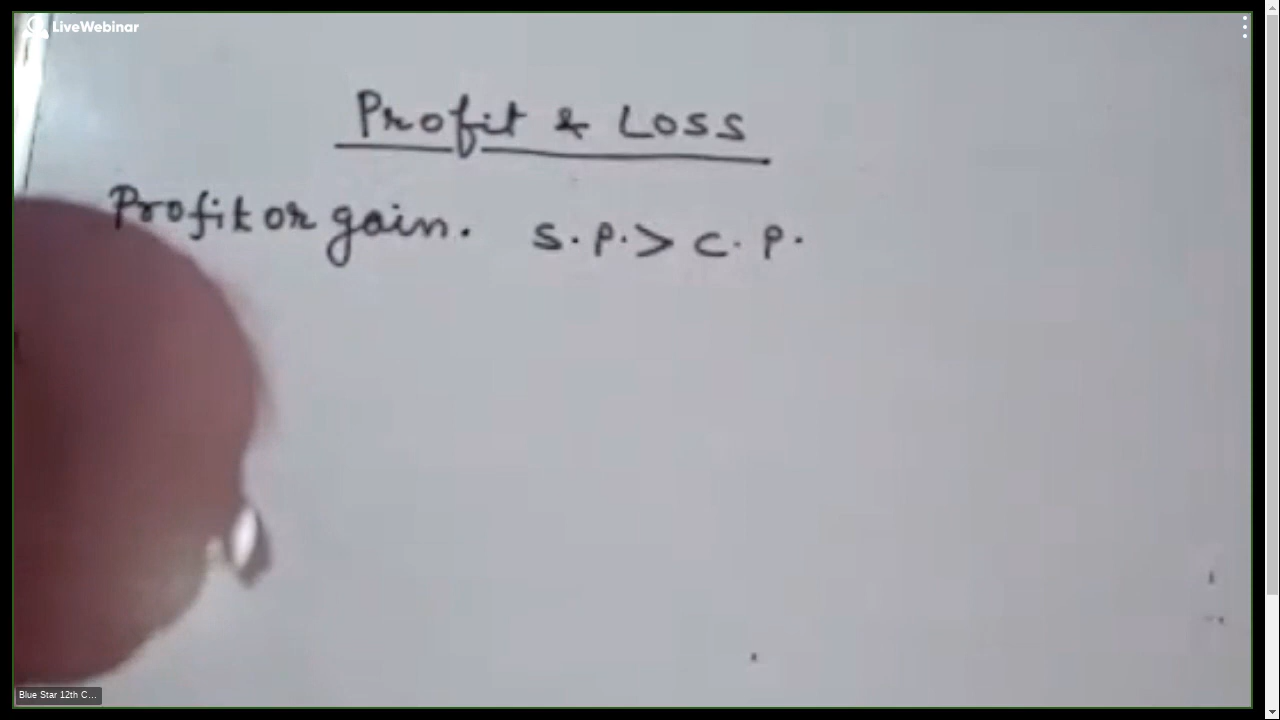 LiveWebinar
Profit & Loss
Profit or gain. S.P.> C.P.
Blue Star 12th C...